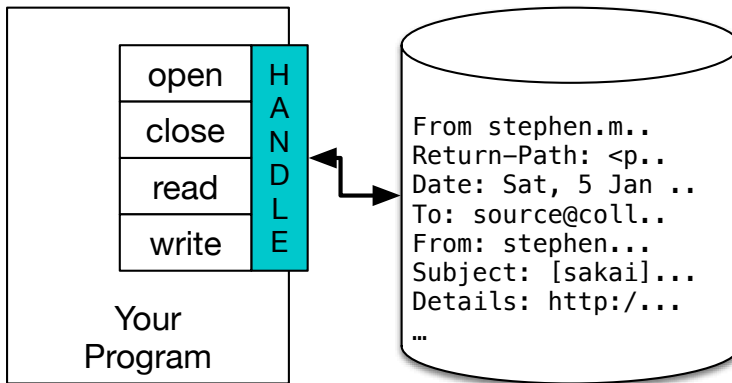 open
close
read
write
HANDLE
Your
Program
From stephen.m..
Return-Path: <p..
Date: Sat, 5 Jan ..
To: source@coll..
From: stephen...
Subject: [sakai]...
Details: http:/...
…